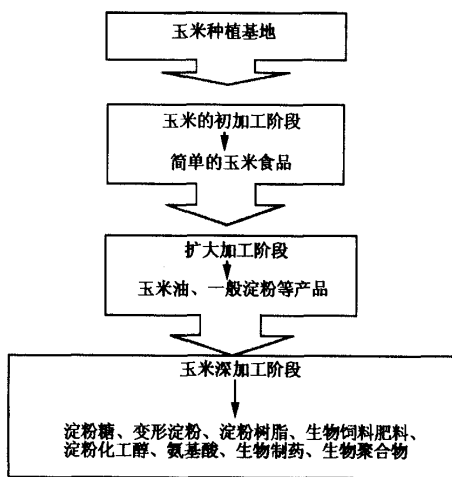 玉米种植基地
玉米的初加工阶段
简单的玉米食品
扩大加工阶段
玉米油、一般淀粉等产品
玉米深加工阶段
淀粉糖、变形淀粉、淀粉树脂、生物饲料肥料、
淀粉化工醇、氨基酸、生物制药、生物聚合物